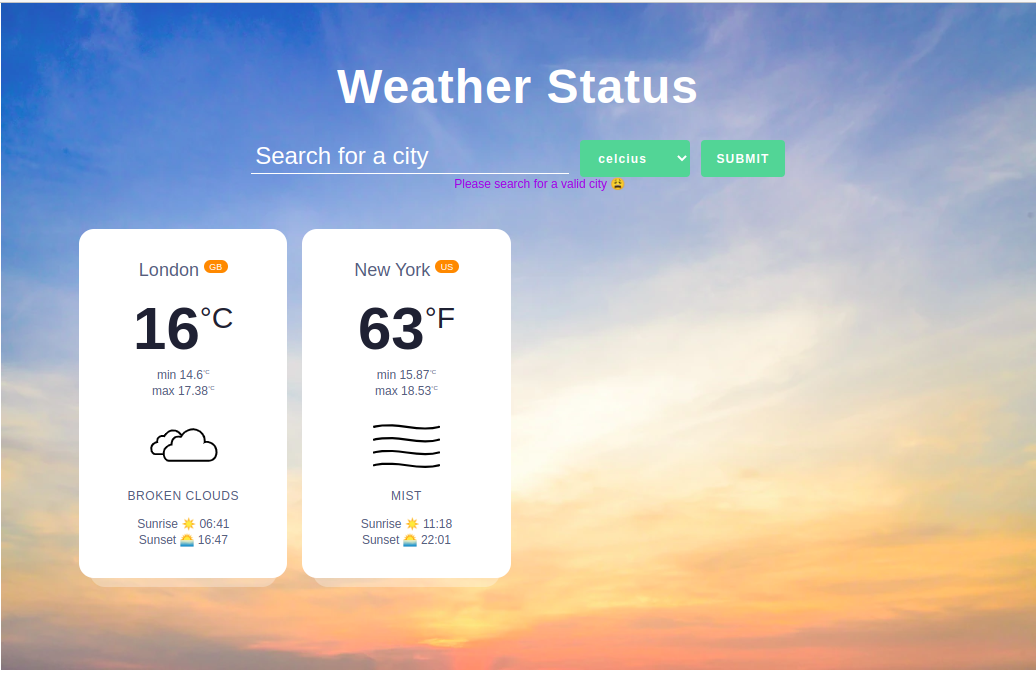 Weather Status
Search for a city
celcius
SUBMIT
Please search for a valid city 😩
London GB
16°C
min 14.6°C
max 17.38°C
BROKEN CLOUDS
Sunrise ☀️ 06:41
Sunset 🌅 16:47
New York US
63°F
min 15.87°C
max 18.53°C
MIST
Sunrise ☀️ 11:18
Sunset 🌅 22:01